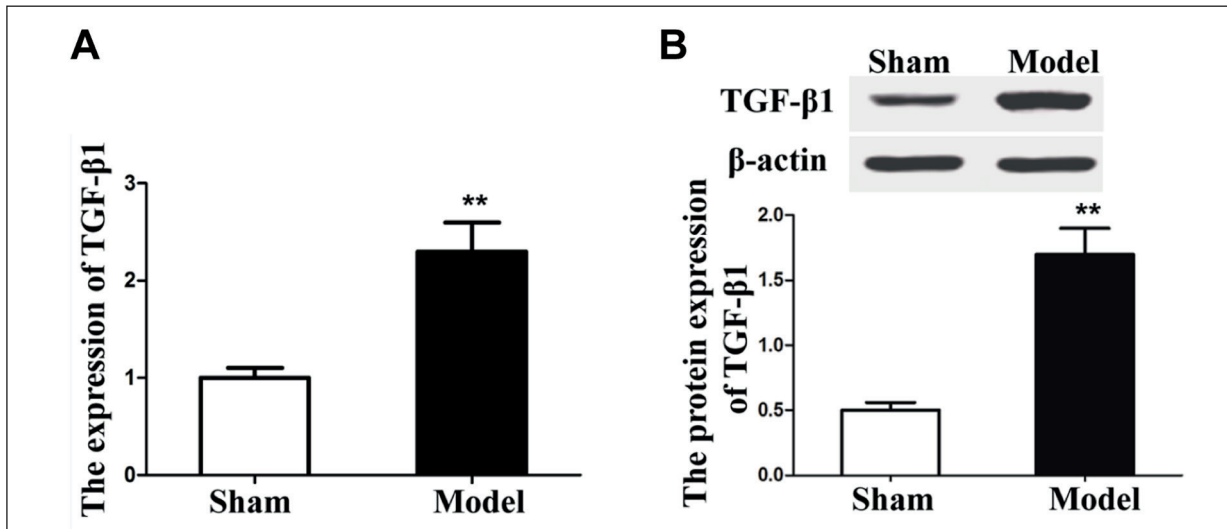 A
The expression of TGF-β1
3
2
1
0
**
Sham
Model
B
Sham
Model
TGF-β1
β-actin
The protein expression
of TGF-β1
2.0
1.5
1.0
0.5
0.0
**
Sham
Model